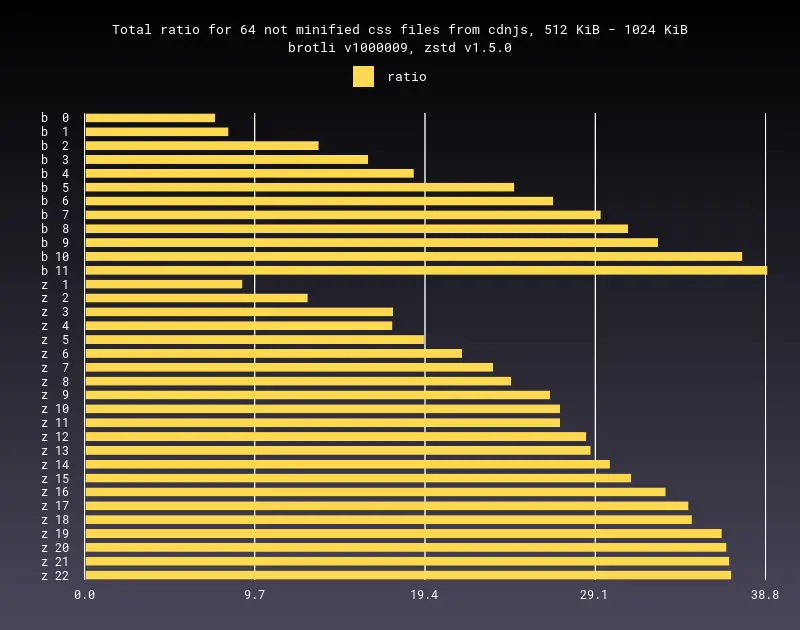 Total ratio for 64 not minified css files from cdnjs, 512 KiB - 1024 KiB
brotli v1000009, zstd v1.5.0
ratio
b 0
b 1
b 2
b 3
b 4
b 5
b 6
b 7
b 8
b 9
b 10
b 11
z 1
z 2
z 3
z 4
z 5
z 6
z 7
z 8
z 9
z 10
z 11
z 12
z 13
z 14
z 15
z 16
z 17
z 18
z 19
z 20
z 21
z 22
0.0 9.7 19.4 29.1 38.8